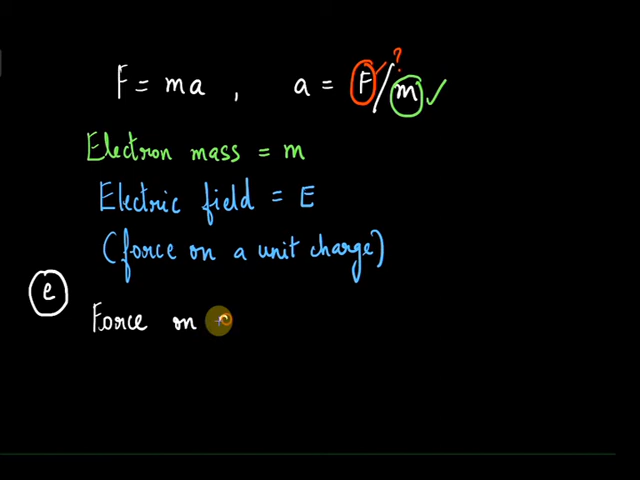 F = ma , a = F/m ✓ ?
Electron mass = m
Electric field = E
(force on a unit charge)
e
Force on